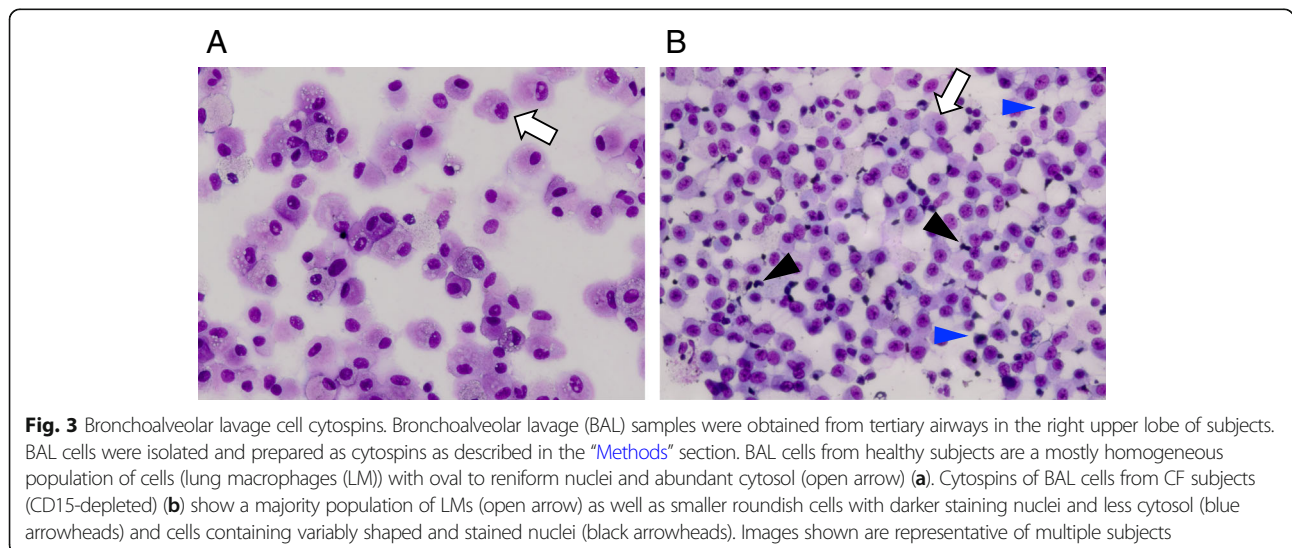 A
B
Fig. 3 Bronchoalveolar lavage cell cytospins. Bronchoalveolar lavage (BAL) samples were obtained from tertiary airways in the right upper lobe of subjects.
BAL cells were isolated and prepared as cytospins as described in the “Methods” section. BAL cells from healthy subjects are a mostly homogeneous
population of cells (lung macrophages (LM)) with oval to reniform nuclei and abundant cytosol (open arrow) (a). Cytospins of BAL cells from CF subjects
(CD15-depleted) (b) show a majority population of LMs (open arrow) as well as smaller roundish cells with darker staining nuclei and less cytosol (blue
arrowheads) and cells containing variably shaped and stained nuclei (black arrowheads). Images shown are representative of multiple subjects